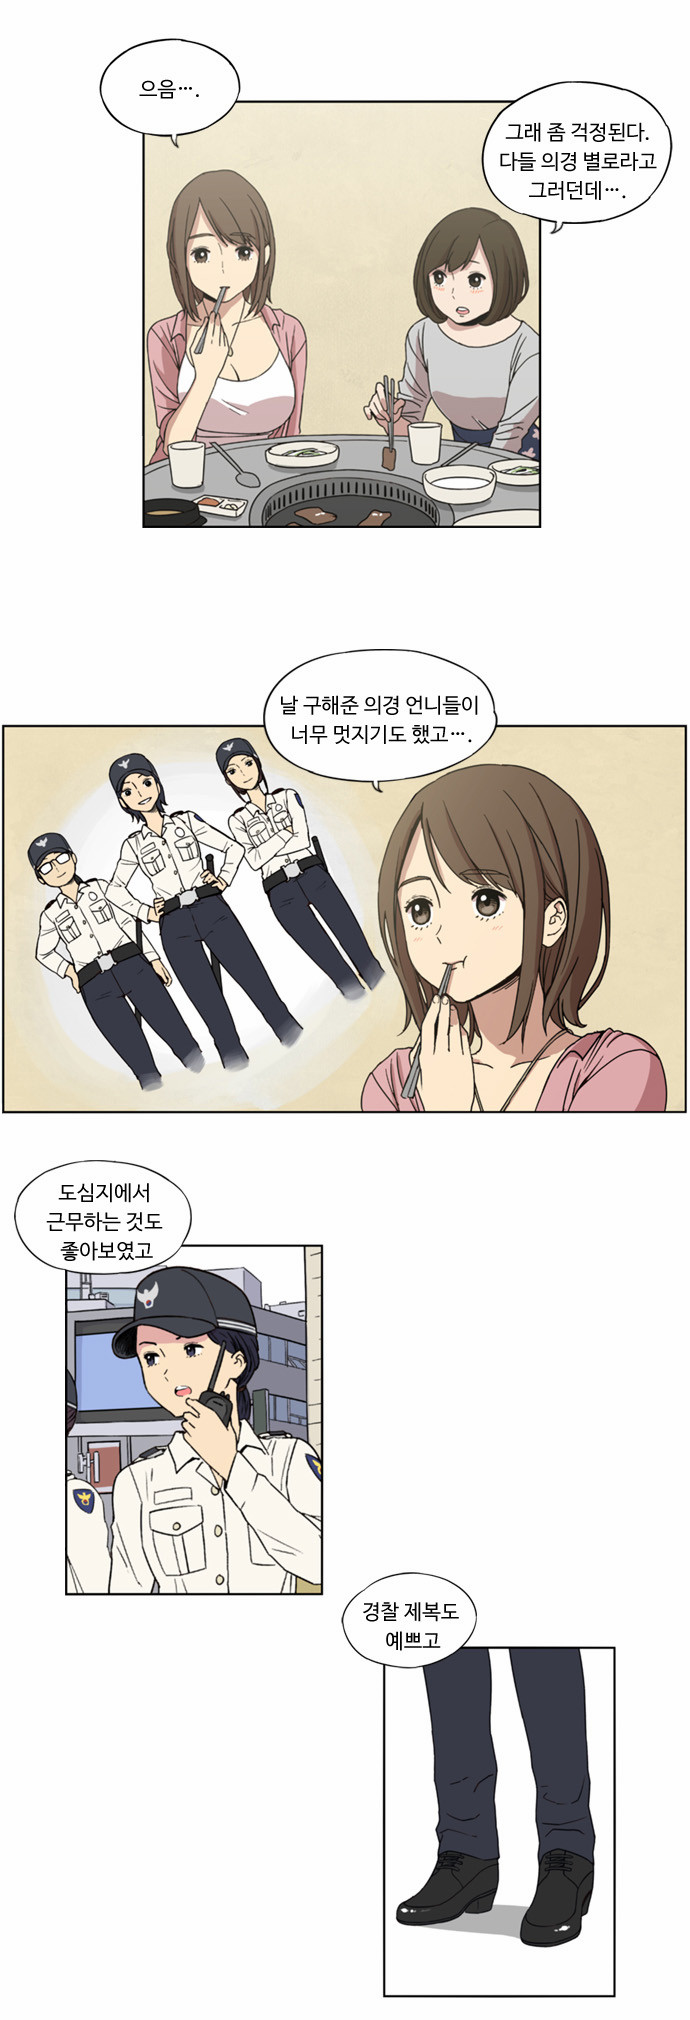 으음….
그래 좀 걱정된다.
다들 의경 별로라고
그러던데….
날 구해준 의경 언니들이
너무 멋지기도 했고….
도심지에서
근무하는 것도
좋아보였고
경찰 제복도
예쁘고